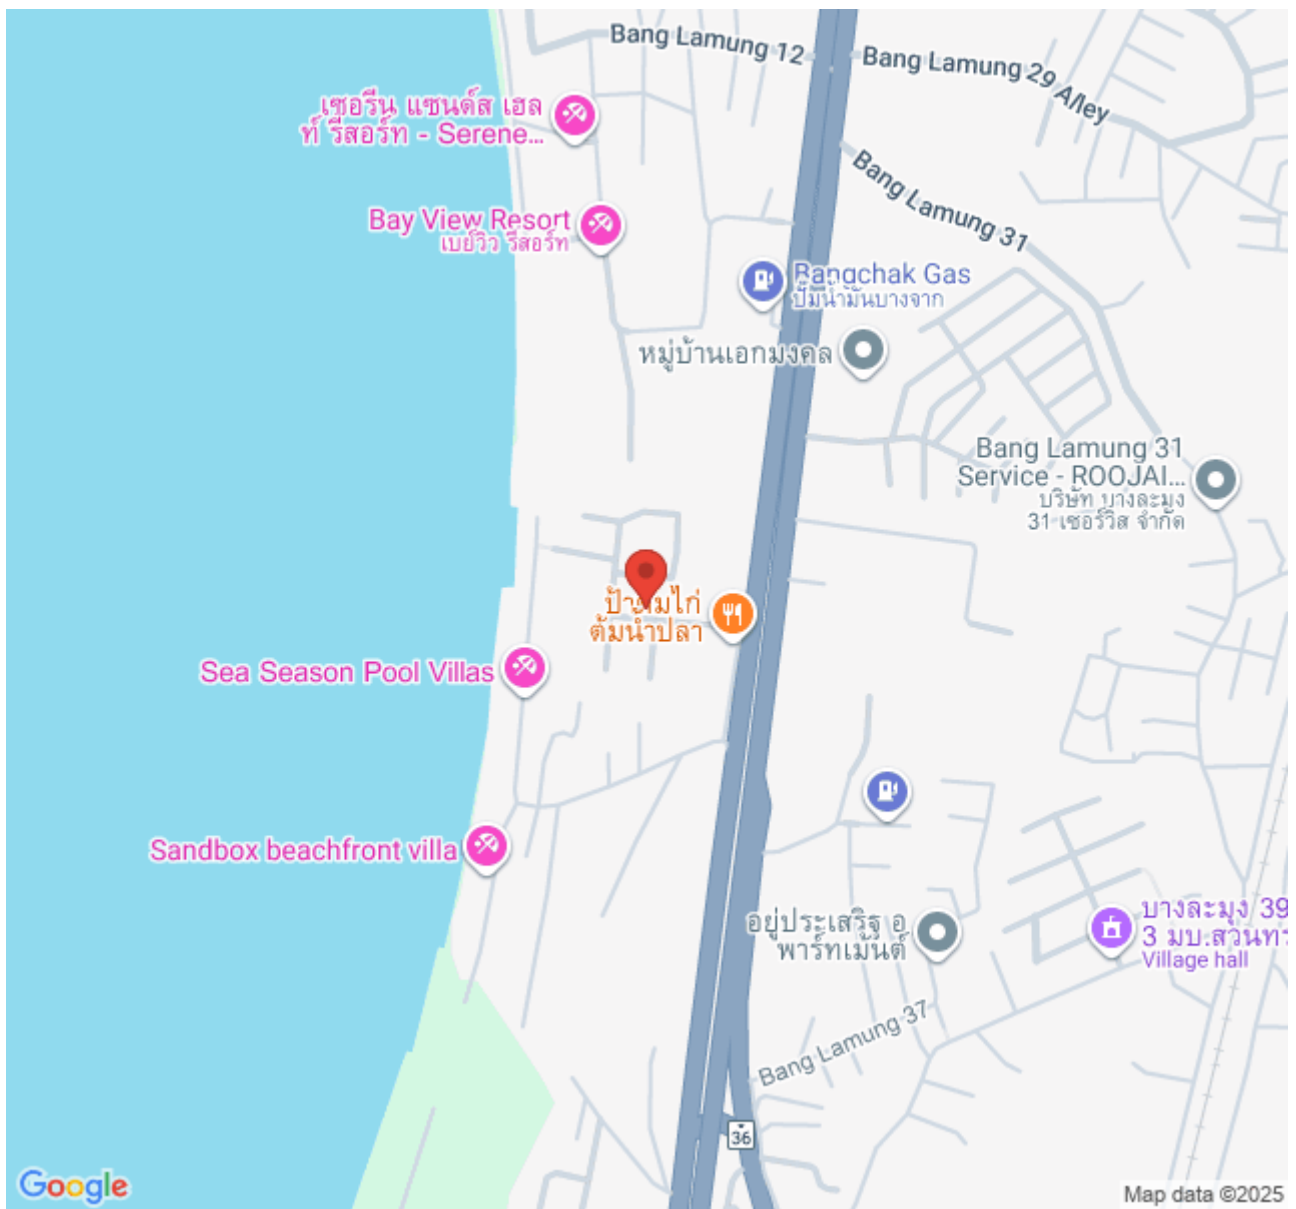 Bang Lamung 12
Bang Lamung 29 Alley
เซอรีน แซนด์ส เฮล
ท์ รีสอร์ท - Serene...
Bang Lamung 31
Bay View Resort
เบย์วิว รีสอร์ท
Bangchak Gas
ปั๊มน้ำมันบางจาก
หมู่บ้านเอกมงคล
Bang Lamung 31
Service - ROOJAI...
บริษัท บางละมุง
31 เซอร์วิส จำกัด
ต้มน้ำปลา
Sea Season Pool Villas
Sandbox beachfront villa
อยู่ประเสริฐ อ
พาร์ทเม้นต์
บางละมุง 39
3 มบ.สวนทร
Village hall
Bang Lamung 37
36
Google
Map data ©2025